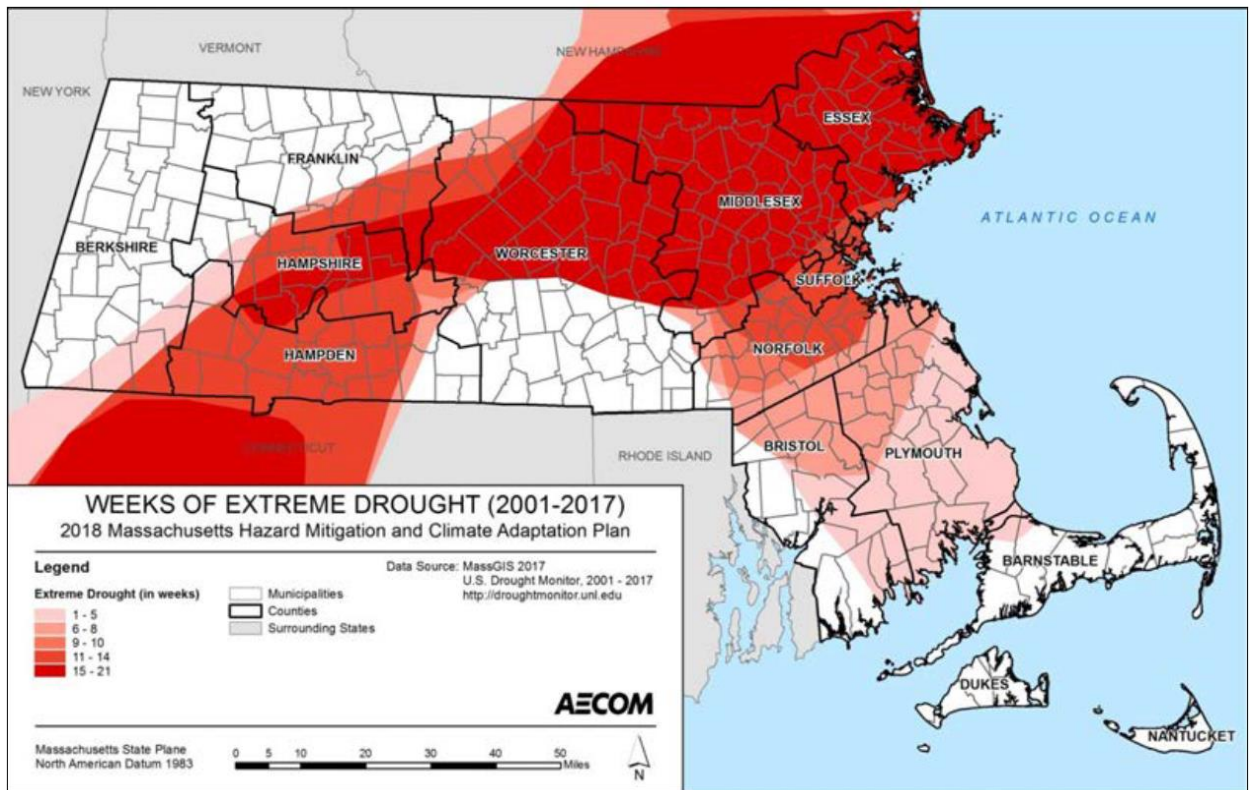 VERMONT
NEW HAMPSHIRE
NEW YORK
ESSEX
FRANKLIN
MIDDLESEX
ATLANTIC OCEAN
BERKSHIRE
HAMPSHIRE
WORCESTER
SUFFOLK
HAMPDEN
NORFOLK
CONNECTICUT
RHODE ISLAND
BRISTOL
PLYMOUTH
BARNSTABLE
DUKES
NANTUCKET
WEEKS OF EXTREME DROUGHT (2001-2017)
2018 Massachusetts Hazard Mitigation and Climate Adaptation Plan
Legend
Extreme Drought (in weeks)
1 - 5
6 - 8
9 - 10
11 - 14
15 - 21
Municipalities
Counties
Surrounding States
Data Source: MassGIS 2017
U.S. Drought Monitor, 2001 - 2017
http://droughtmonitor.unl.edu
AECOM
Massachusetts State Plane
North American Datum 1983
0 5 10 20 30 40 50
Miles
N